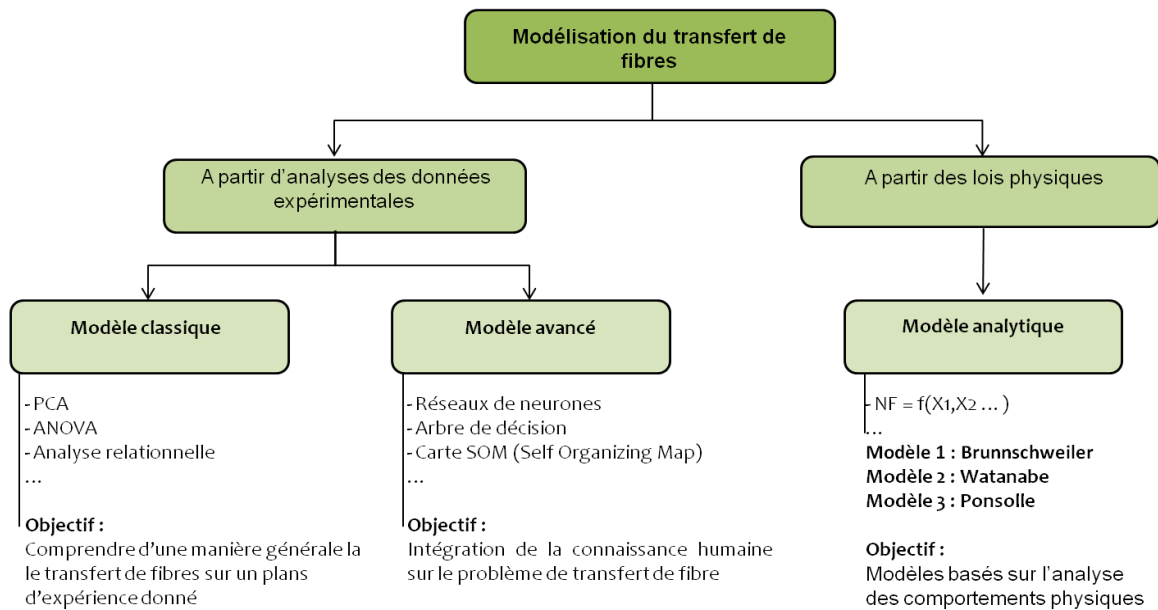 Modélisation du transfert de
fibres
A partir d'analyses des données
expérimentales
A partir des lois physiques
Modèle classique
Modèle avancé
Modèle analytique
- PCA
- ANOVA
- Analyse relationnelle
...
Objectif :
Comprendre d'une manière générale la
le transfert de fibres sur un plans
d'expérience donné
- Réseaux de neurones
- Arbre de décision
- Carte SOM (Self Organizing Map)
...
Objectif :
Intégration de la connaissance humaine
sur le problème de transfert de fibre
- NF = f(X1,X2 ... )
...
Modèle 1 : Brunnschweiler
Modèle 2 : Watanabe
Modèle 3 : Ponsolle
Objectif :
Modèles basés sur l'analyse
des comportements physiques